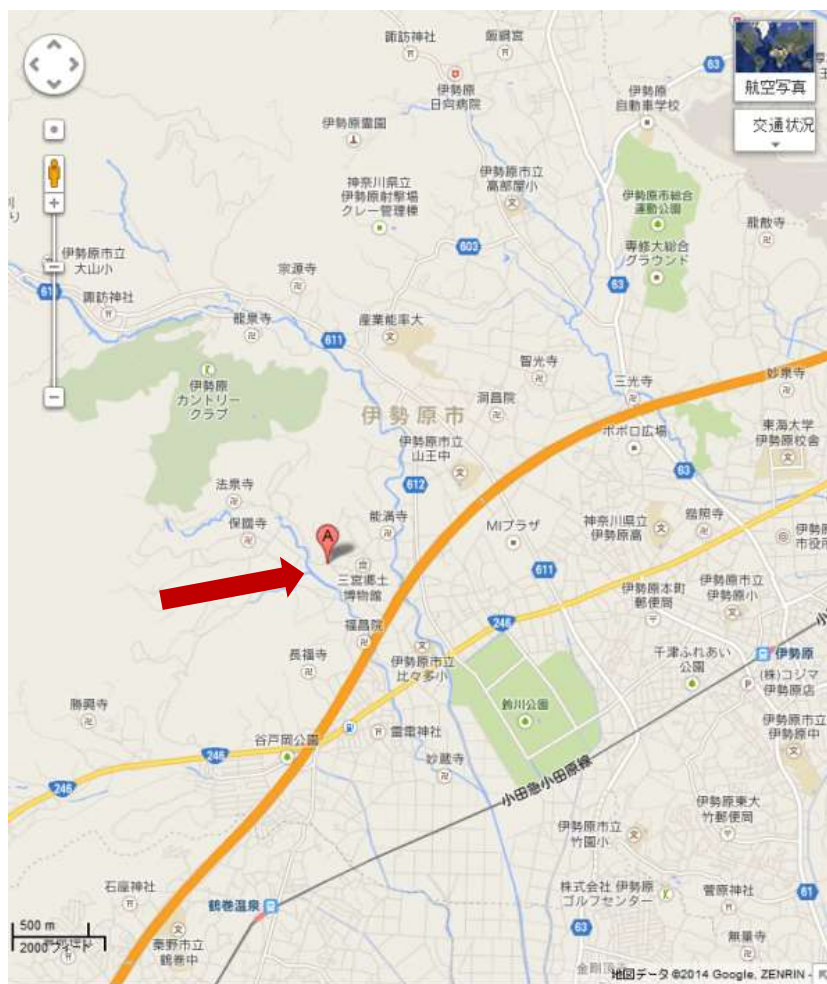 諏訪神社
飯綱宮
63
伊勢原
日向病院
伊勢原
自動車学校
航空写真
交通状況
伊勢原霊園
神奈川県立
伊勢原射撃場
クレー管理棟
伊勢原市立
高部屋小
伊勢原市総合
運動公園
龍散寺
603
専修大総合
グラウンド
伊勢原市立
大山小
宗源寺
63
諏訪神社
龍泉寺
産業能率大
611
智光寺
伊勢原
カントリー
クラブ
洞昌院
三光寺
妙泉寺
伊勢原市
ポポロ広場
東海大学
伊勢原校舎
伊勢原市立
山王中
63
612
法泉寺
保國寺
能満寺
MIプラザ
神奈川県立
伊勢原高
A
611
三宮郷土
博物館
伊勢原本町
郵便局
伊勢原市立
伊勢原小
福昌院
246
長福寺
伊勢原市立
比々多小
千津ふれあい
公園
伊勢原
(株)コジマ
伊勢原店
勝興寺
鈴川公園
伊勢原市立
伊勢原中
谷戸岡公園
雷電神社
246
妙蔵寺
246
小田急小田原線
伊勢原東大
竹郵便局
伊勢原市立
竹園小
石座神社
鶴巻温泉
株式会社 伊勢原
ゴルフセンター
菅原神社
61
500 m
2000 フィート
秦野市立
鶴巻中
63
無量寺
地図データ ©2014 Google, ZENRIN -